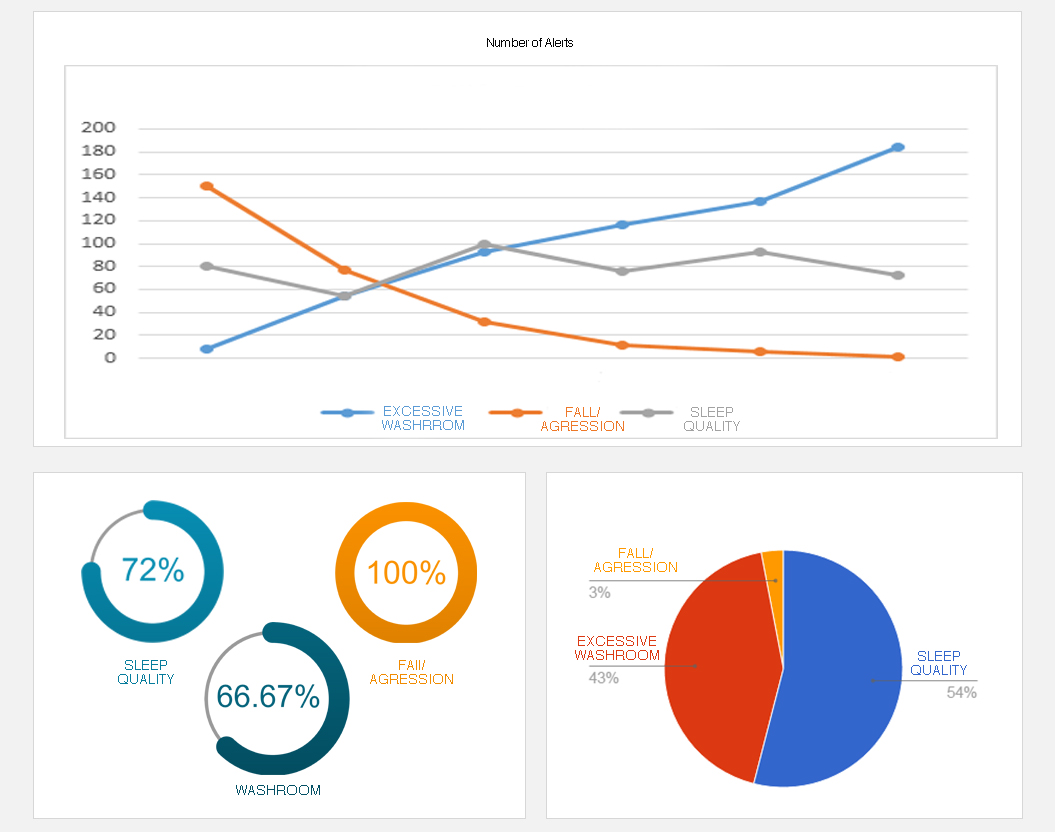 Number of Alerts
200
180
160
140
120
100
80
60
40
20
0
EXCESSIVE
WASHRROM
FALL/
AGRESSION
SLEEP
QUALITY
72%
SLEEP
QUALITY
100%
FAll/
AGRESSION
66.67%
WASHROOM
FALL/
AGRESSION
3%
EXCESSIVE
WASHROOM
43%
SLEEP
QUALITY
54%